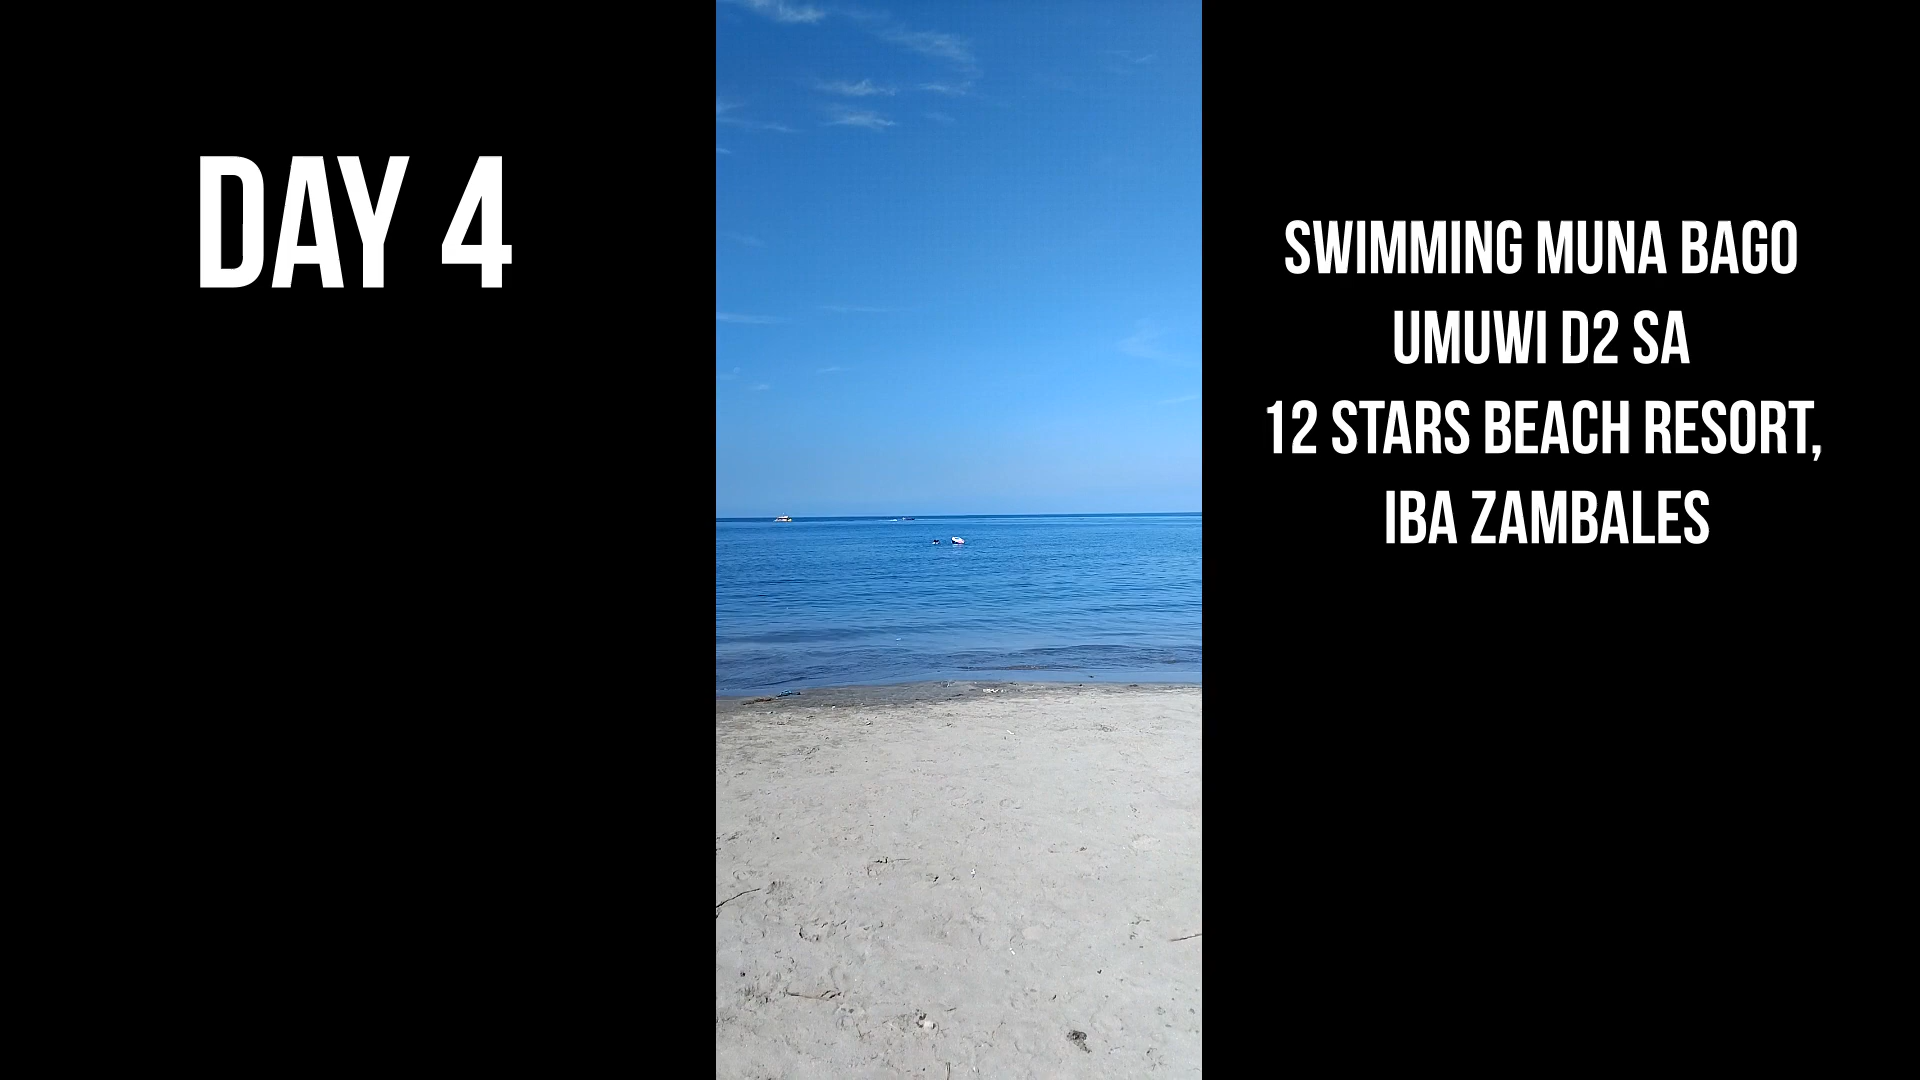 DAY 4
SWIMMING MUNA BAGO
UMUWI D2 SA
12 STARS BEACH RESORT,
IBA ZAMBALES